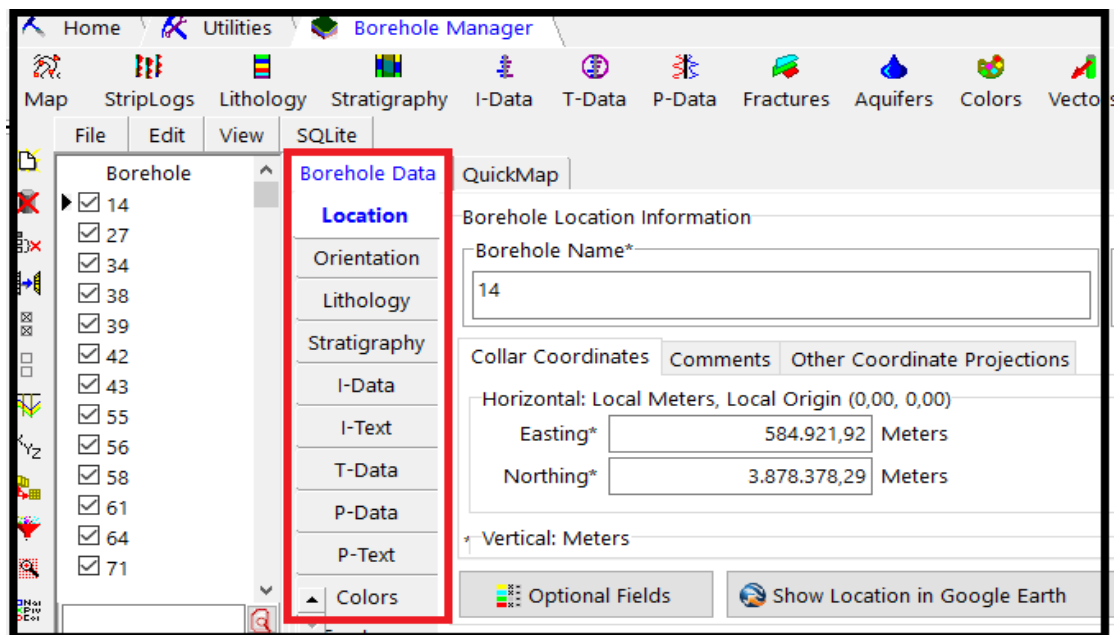 Home Utilities Borehole Manager
Map StripLogs Lithology Stratigraphy I-Data T-Data P-Data Fractures Aquifers Colors Vectors
File Edit View SQLite
Borehole
14
27
34
38
39
42
43
55
56
58
61
64
71
Borehole Data
Location
Orientation
Lithology
Stratigraphy
I-Data
I-Text
T-Data
P-Data
P-Text
Colors
QuickMap
Borehole Location Information
Borehole Name*
14
Collar Coordinates Comments Other Coordinate Projections
Horizontal: Local Meters, Local Origin (0,00, 0,00)
Easting* 584.921,92 Meters
Northing* 3.878.378,29 Meters
* Vertical: Meters
Optional Fields Show Location in Google Earth